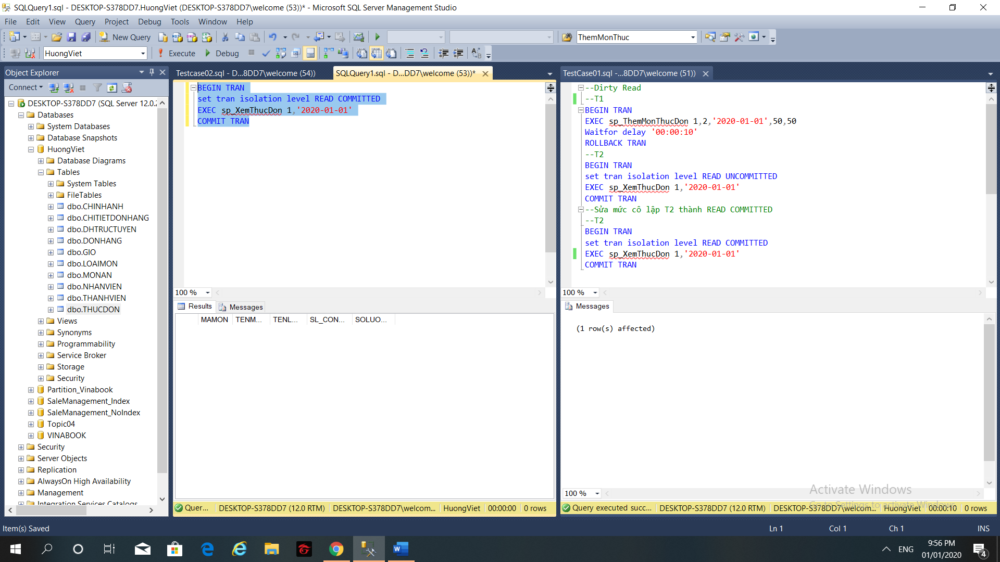 SQLQuery1.sql - DESKTOP-S378DD7.HuongViet (DESKTOP-S378DD7\welcome (53))* - Microsoft SQL Server Management Studio
File Edit View Query Project Debug Tools Window Help
New Query ThemMonThuc
HuongViet Execute Debug
Object Explorer
Connect
DESKTOP-S378DD7 (SQL Server 12.0.2
Databases
System Databases
Database Snapshots
HuongViet
Database Diagrams
Tables
System Tables
FileTables
dbo.CHINHANH
dbo.CHITIETDONHANG
dbo.DHTRUCTUYEN
dbo.DONHANG
dbo.GIO
dbo.LOAIMON
dbo.MONAN
dbo.NHANVIEN
dbo.THANHVIEN
dbo.THUCDON
Views
Synonyms
Programmability
Service Broker
Storage
Security
Partition_Vinabook
SaleManagement_Index
SaleManagement_NoIndex
Topic04
VINABOOK
Security
Server Objects
Replication
AlwaysOn High Availability
Management
Integration Services Catalogs
Testcase02.sql - D...8DD7\welcome (54)) SQLQuery1.sql - D...DD7\welcome (53))*
BEGIN TRAN
set tran isolation level READ COMMITTED
EXEC sp_XemThucDon 1,'2020-01-01'
COMMIT TRAN
100 %
Results Messages
MAMON TENM... TENL... SL_CON... SOLUO...
Quer... DESKTOP-S378DD7 (12.0 RTM) DESKTOP-S378DD7\welcom... HuongViet 00:00:00 0 rows
TestCase01.sql -...8DD7\welcome (51))
--Dirty Read
--T1
BEGIN TRAN
EXEC sp_ThemMonThucDon 1,2,'2020-01-01',50,50
Waitfor delay '00:00:10'
ROLLBACK TRAN
--T2
BEGIN TRAN
set tran isolation level READ UNCOMMITTED
EXEC sp_XemThucDon 1,'2020-01-01'
COMMIT TRAN
--Sửa mức cô lập T2 thành READ COMMITTED
--T2
BEGIN TRAN
set tran isolation level READ COMMITTED
EXEC sp_XemThucDon 1,'2020-01-01'
COMMIT TRAN
100 %
Messages
(1 row(s) affected)
100 %
Activate Windows
Go to Settings to activate Windows.
Query executed succ... DESKTOP-S378DD7 (12.0 RTM) DESKTOP-S378DD7\welcom... HuongViet 00:00:10 0 rows
Item(s) Saved Ln 1 Col 1 Ch 1 INS
ENG
9:56 PM
01/01/2020
4